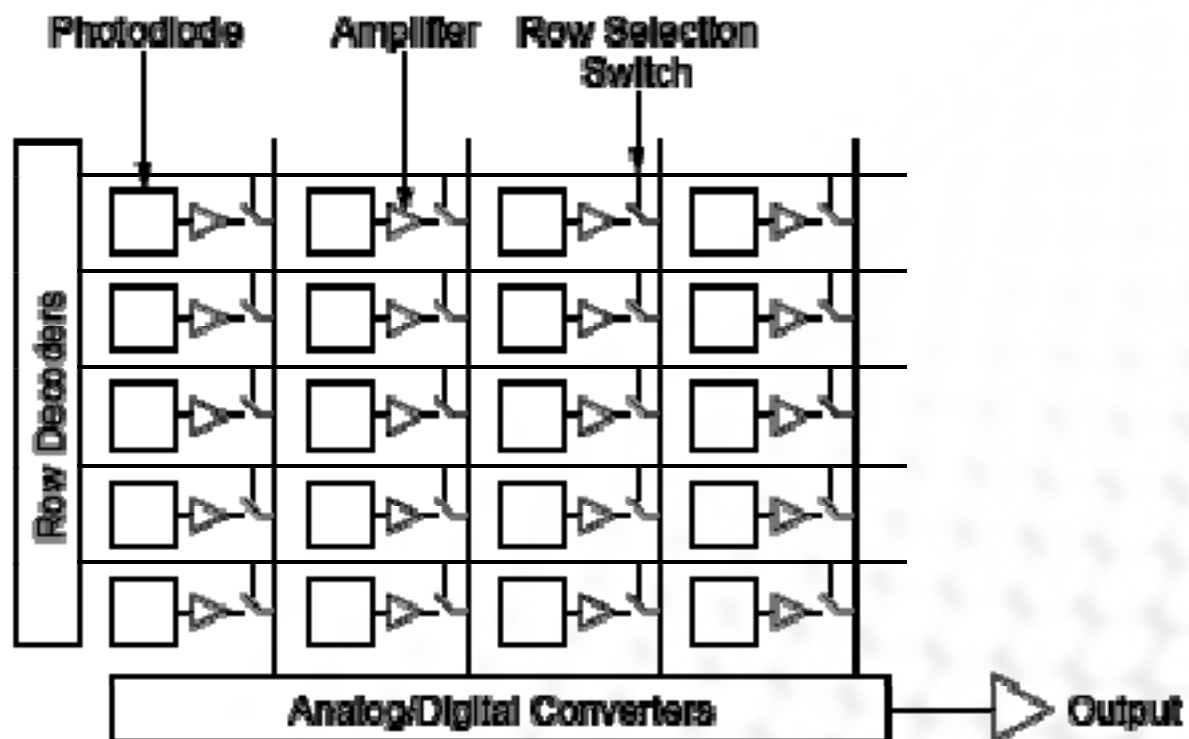 Photodiode
Amplifier
Row Selection
Switch
Row Decoders
Analog/Digital Converters
Output